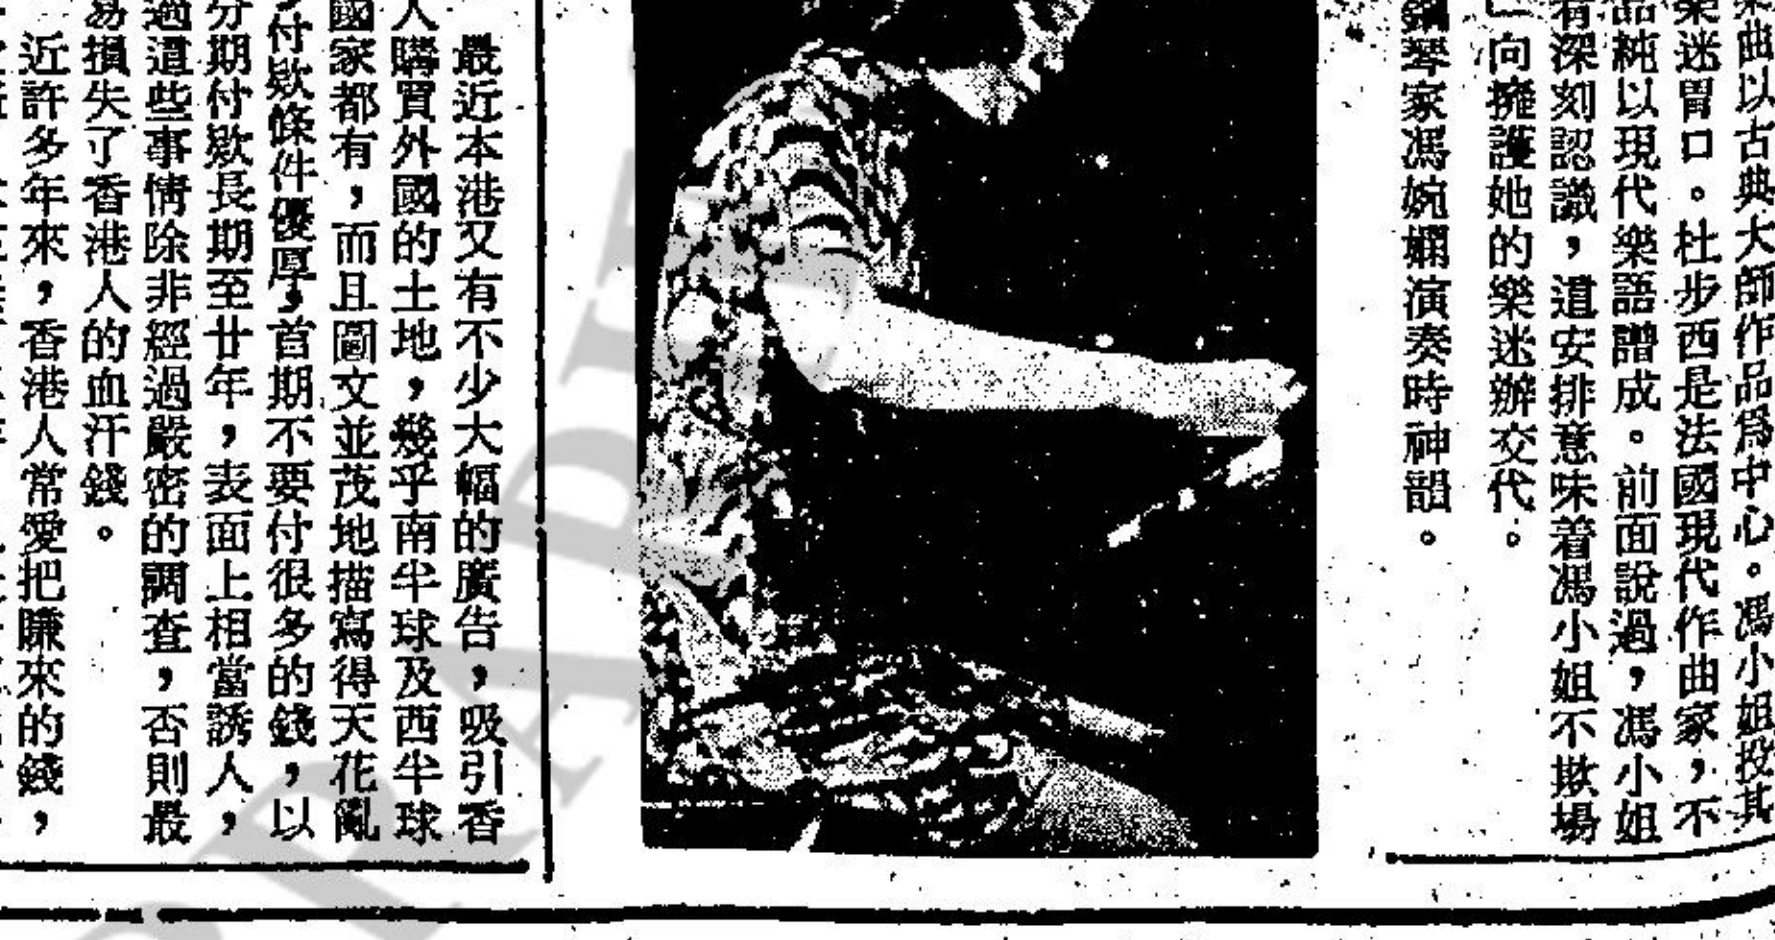 樂曲以古典大師作品爲中心。馮小姐投其
樂迷胃口。杜步西是法國現代作曲家，不
品純以現代樂語譜成。前面說過，馮小姐
有深刻認識，這安排意味着馮小姐不欺場
」向擁護她的樂迷辦交代。
鋼琴家馮婉嫻演奏時神韻。
最近本港又有不少大幅的廣告，吸引香
人購買外國的土地，幾乎南半球及西半球
國家都有，而且圖文並茂地描寫得天花亂
付欵條件優厚，首期不要付很多的錢，以
分期付欵長期至廿年，表面上相當誘人，
過這些事情除非經過嚴密的調查，否則最
易損失了香港人的血汗錢。
近許多年來，香港人常愛把賺來的錢，